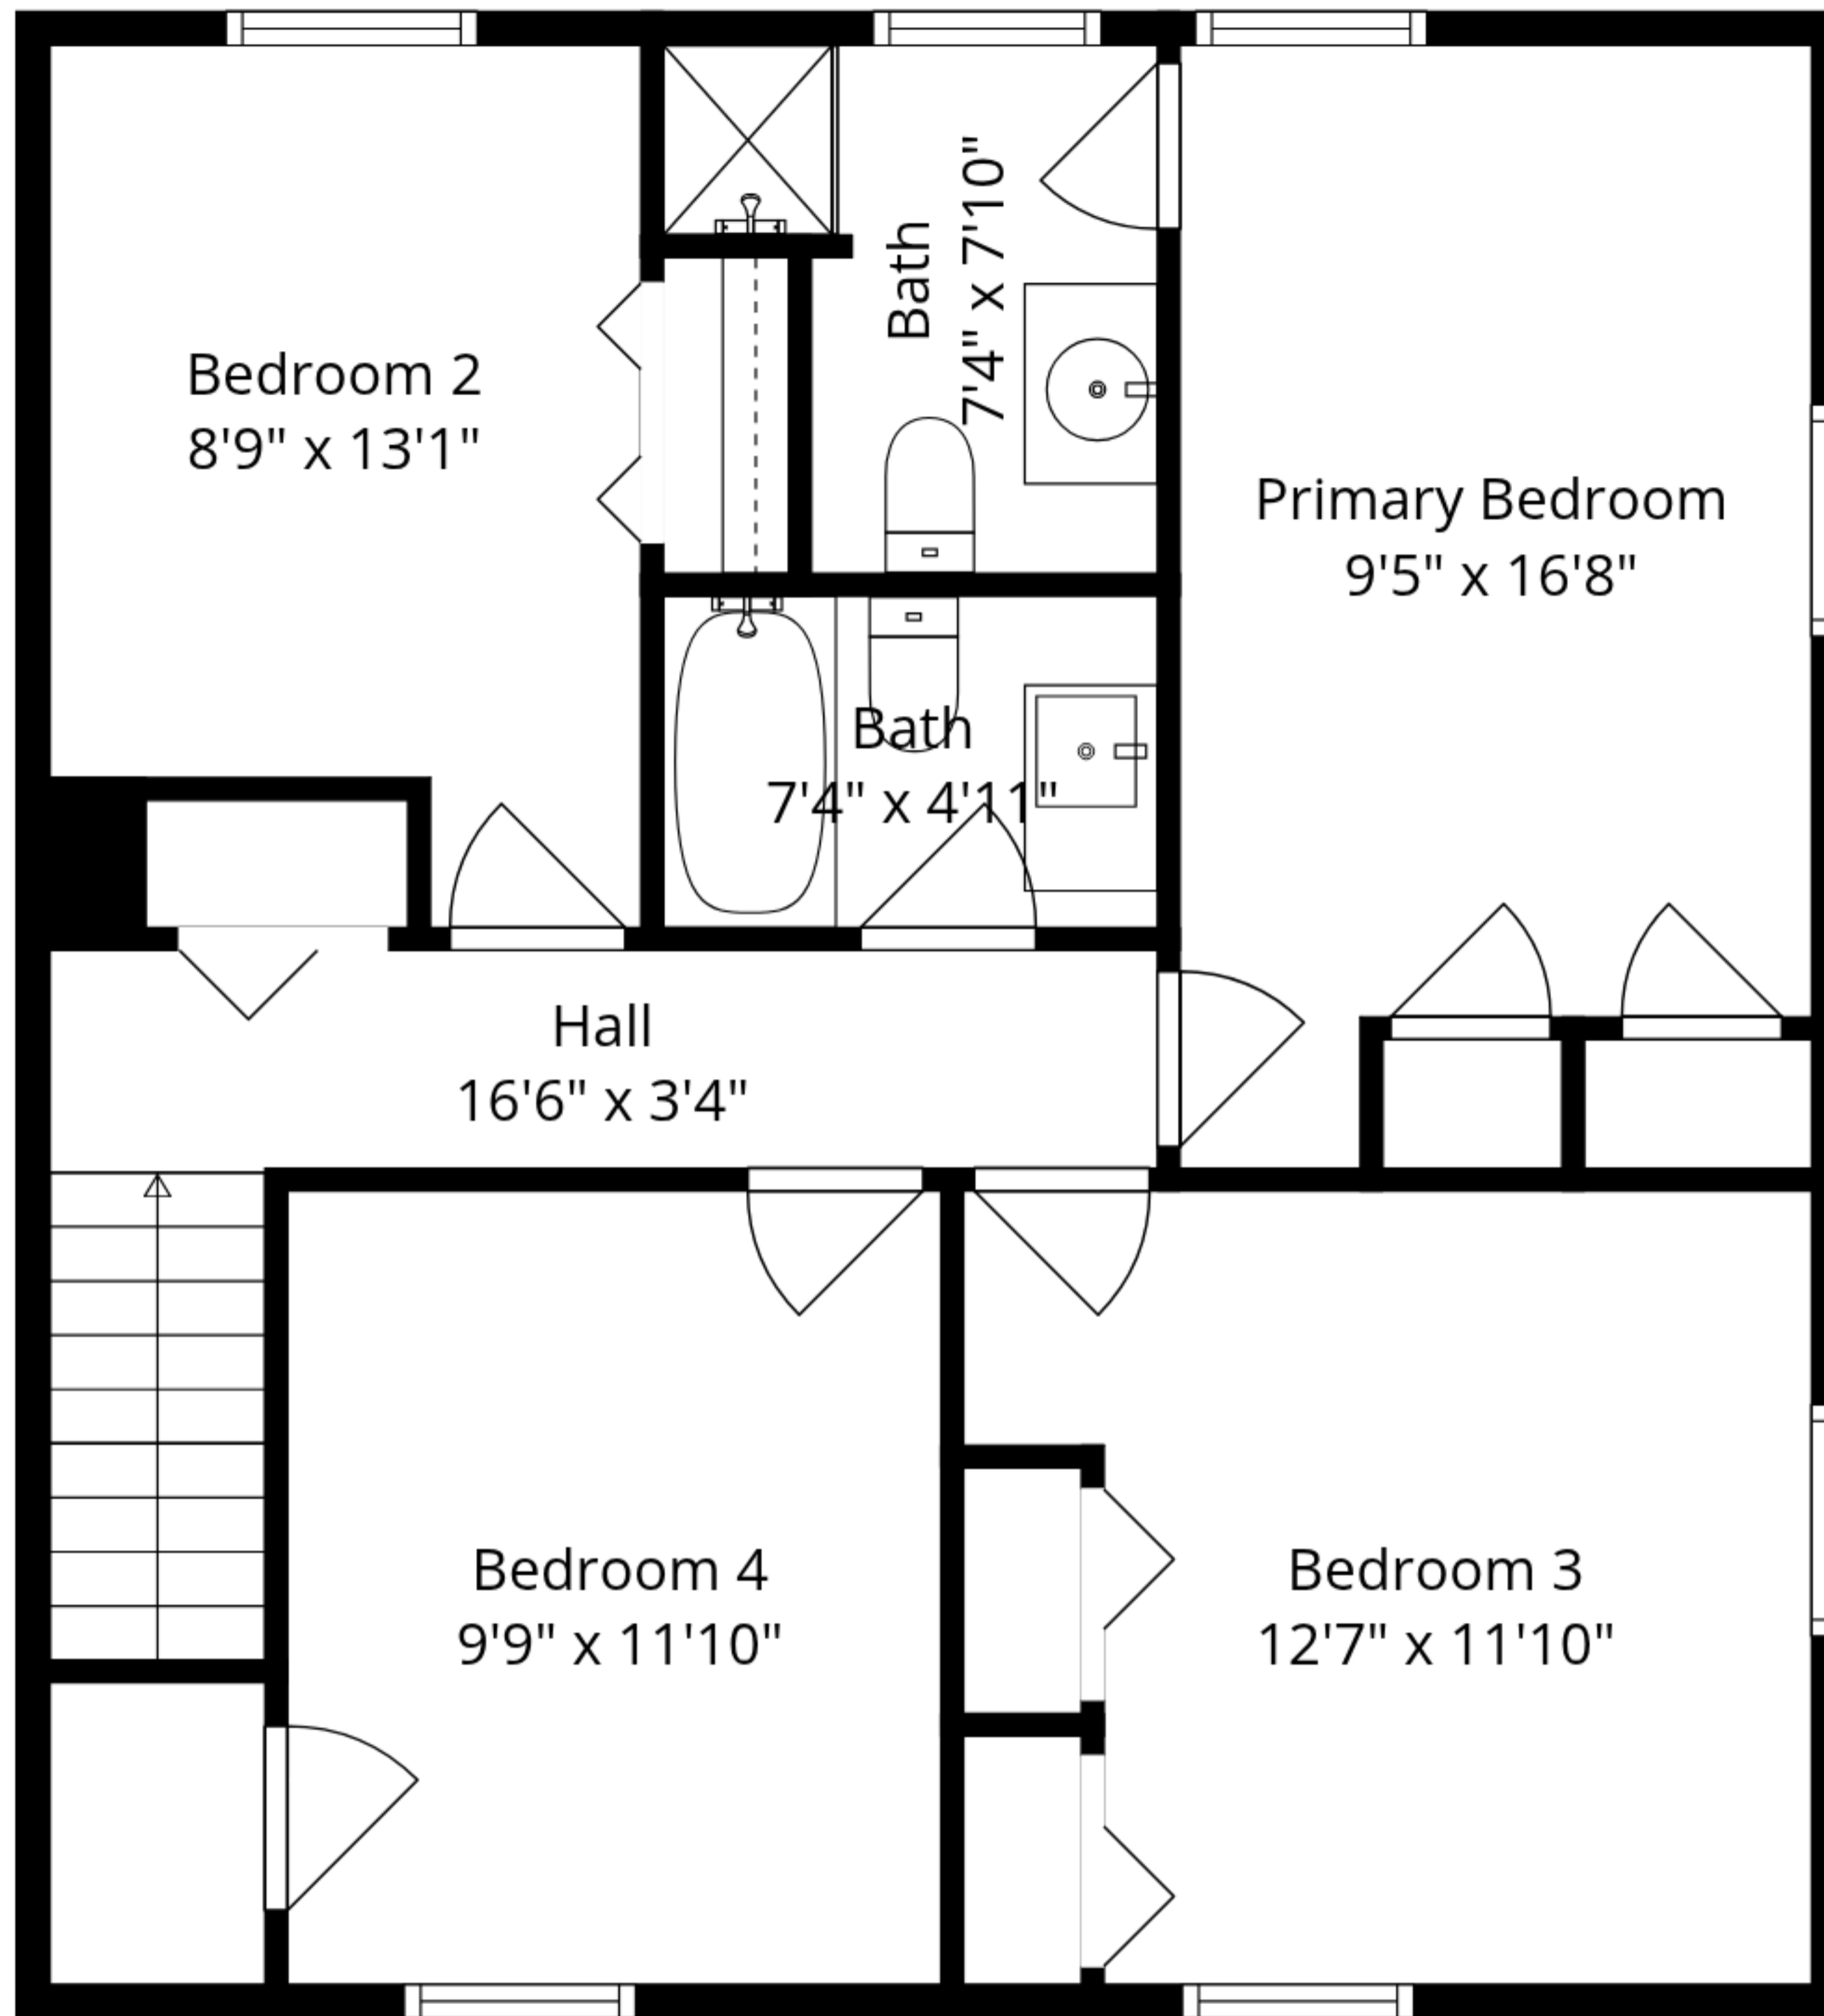 Bath
7'4" x 7'10"
Bedroom 2
8'9" x 13'1"
Primary Bedroom
9'5" x 16'8"
Bath
7'4" x 4'11"
Hall
16'6" x 3'4"
Bedroom 4
9'9" x 11'10"
Bedroom 3
12'7" x 11'10"